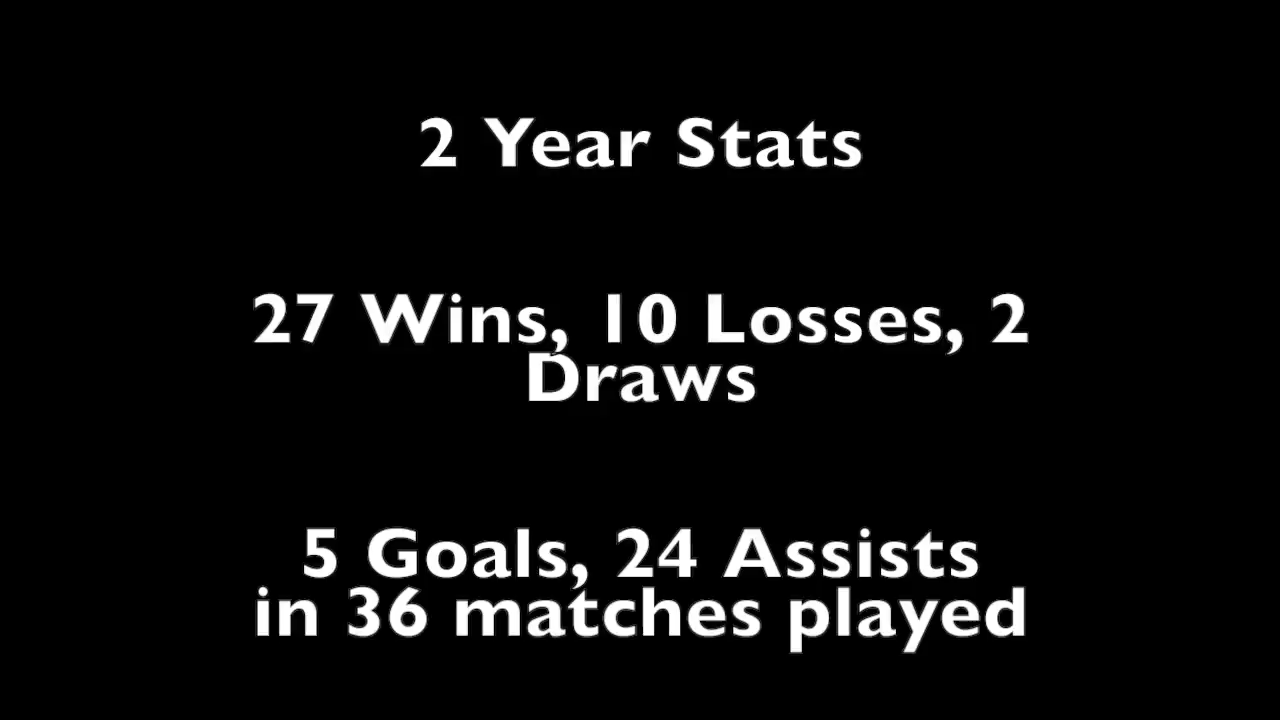 2 Year Stats
27 Wins, 10 Losses, 2
Draws
5 Goals, 24 Assists
in 36 matches played